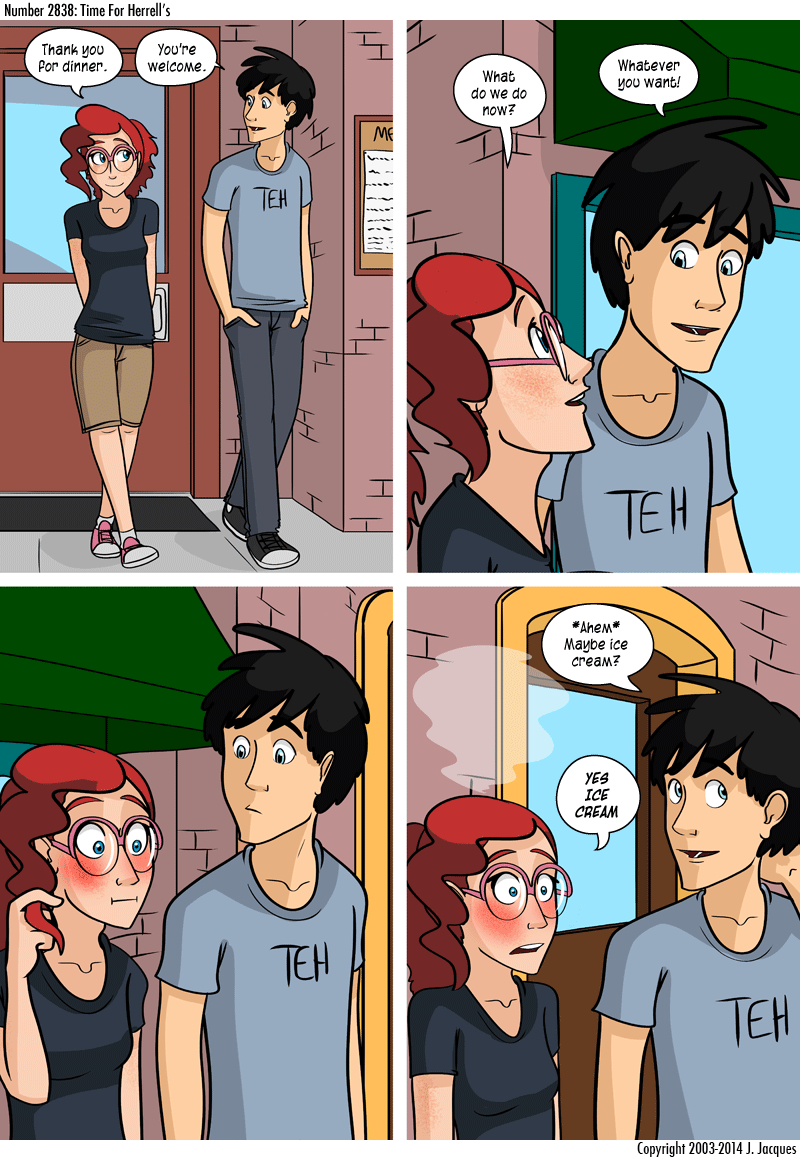 Number 2838: Time For Herrell's
Thank you
for dinner.
You're
welcome.
TEH
ME
What
do we do
now?
Whatever
you want!
TEH
TEH
*Ahem*
Maybe ice
cream?
YES
ICE
CREAM
TEH
Copyright 2003-2014 J. Jacques